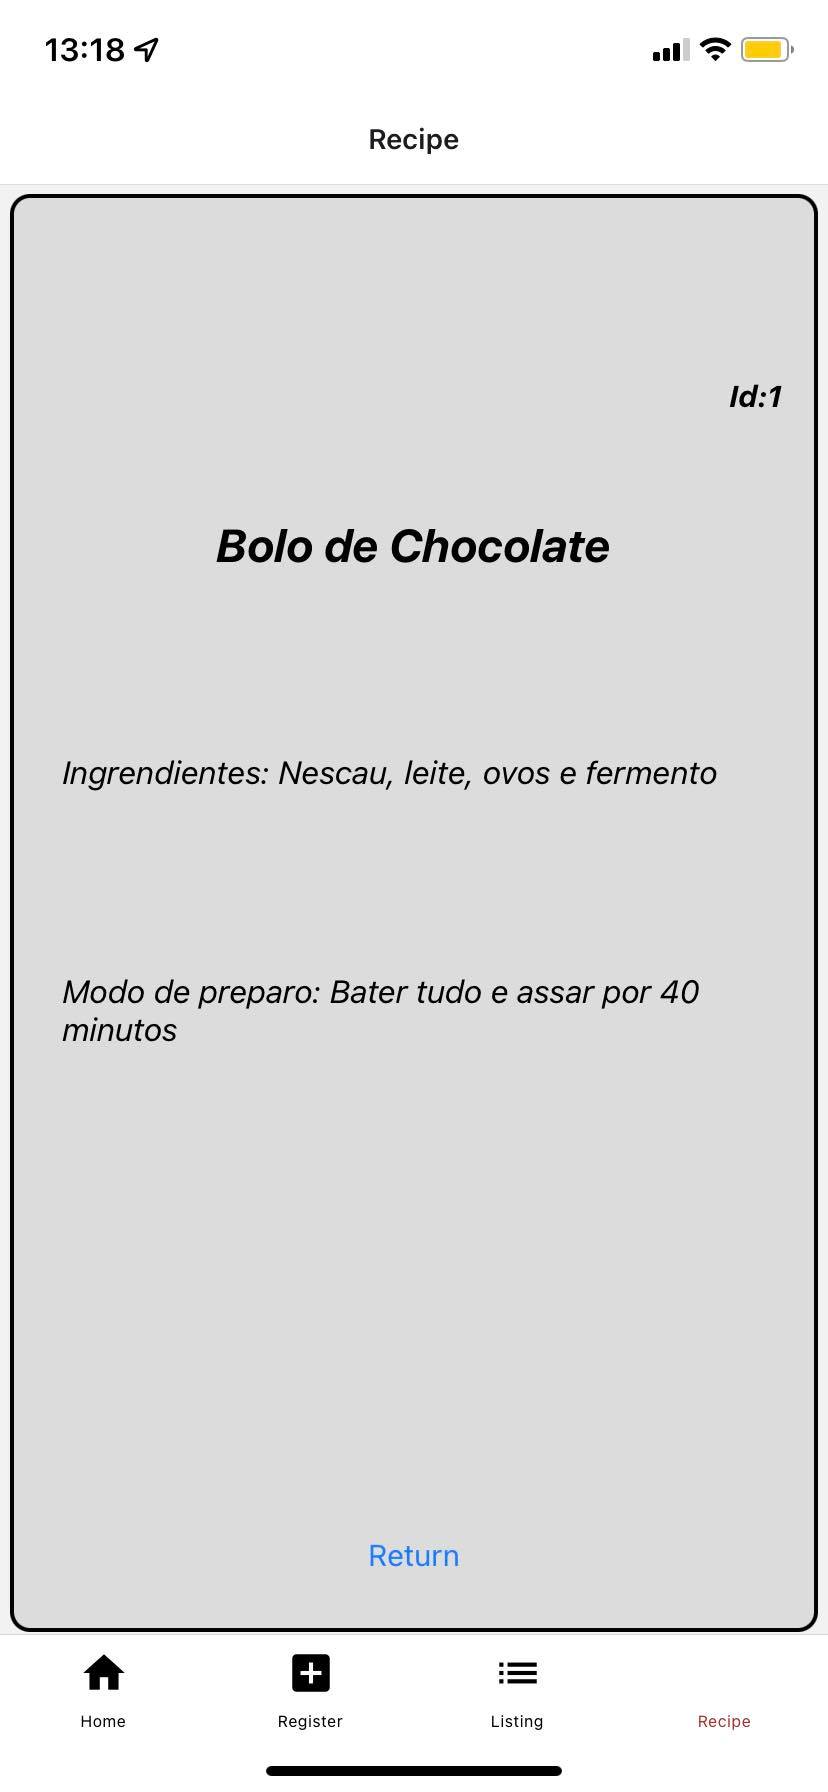 13:18
Recipe
Id:1
Bolo de Chocolate
Ingrendientes: Nescau, leite, ovos e fermento
Modo de preparo: Bater tudo e assar por 40
minutos
Return
Home
Register
Listing
Recipe